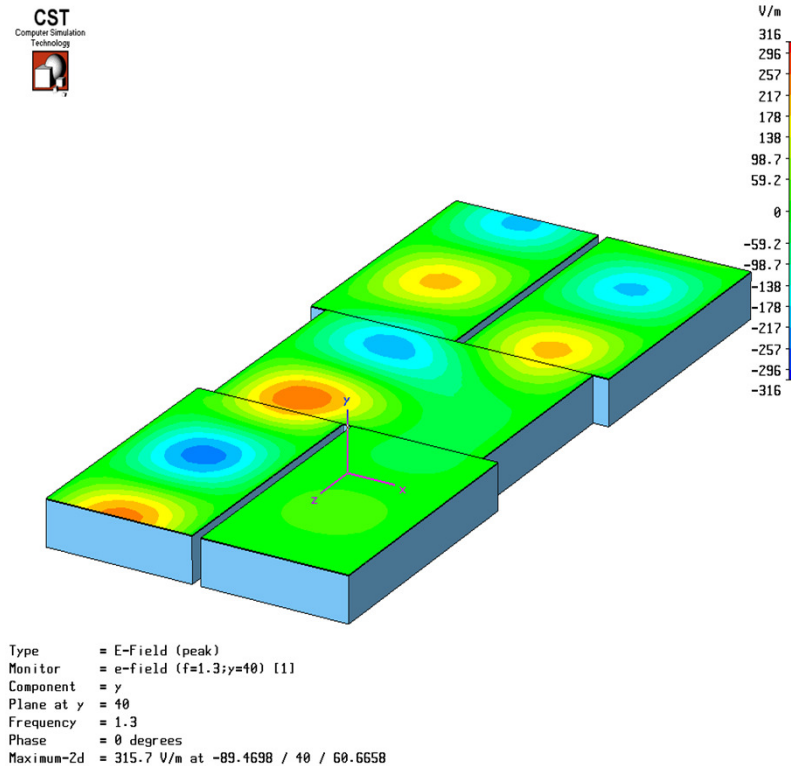 CST
Computer Simulation
Technology
V/m
316
296
257
217
178
138
98.7
59.2
0
-59.2
-98.7
-138
-178
-217
-257
-296
-316
y
x
z
Type = E-Field (peak)
Monitor = e-field (f=1.3;y=40) [1]
Component = y
Plane at y = 40
Frequency = 1.3
Phase = 0 degrees
Maximum-2d = 315.7 V/m at -89.4698 / 40 / 60.6658